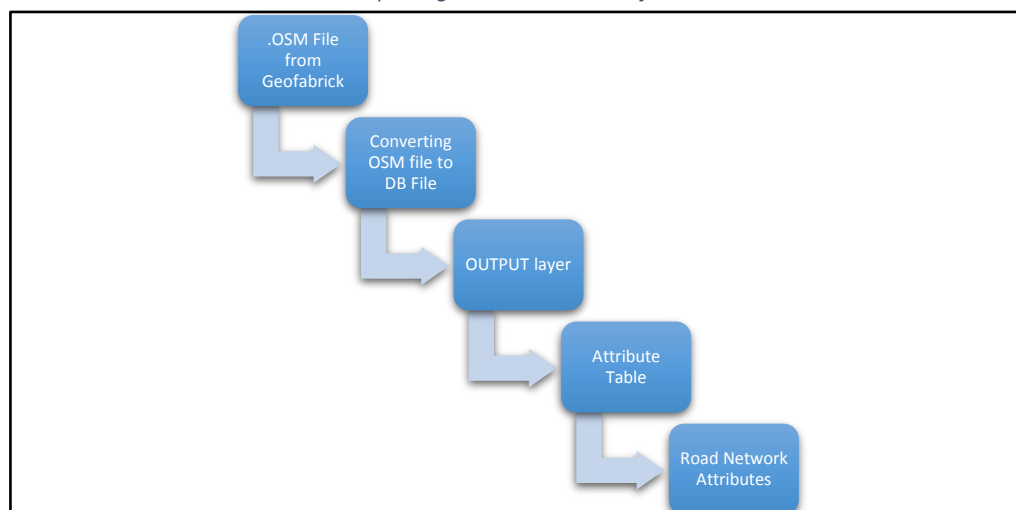 .OSM File
from
Geofabrick
Converting
OSM file to
DB File
OUTPUT layer
Attribute
Table
Road Network
Attributes